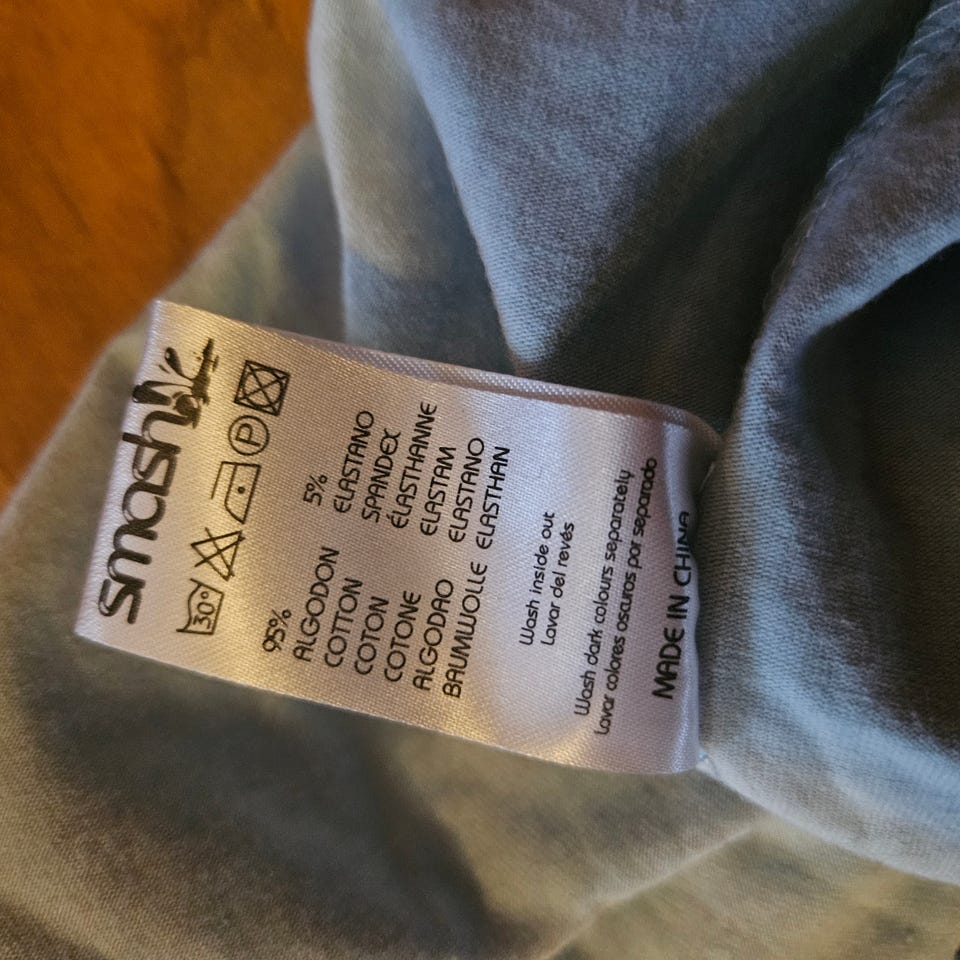 smash
30° P
95%
ALGODON
COTTON
COTON
COTONE
ALGODAO
BAUMWOLLE
5%
ELASTANO
SPANDEX
ÉLASTHANNE
ELASTAM
ELASTANO
ELASTHAN
Wash inside out
Lavar del revés
Wash dark colours separately
Lavar colores oscuros por separado
MADE IN CHINA